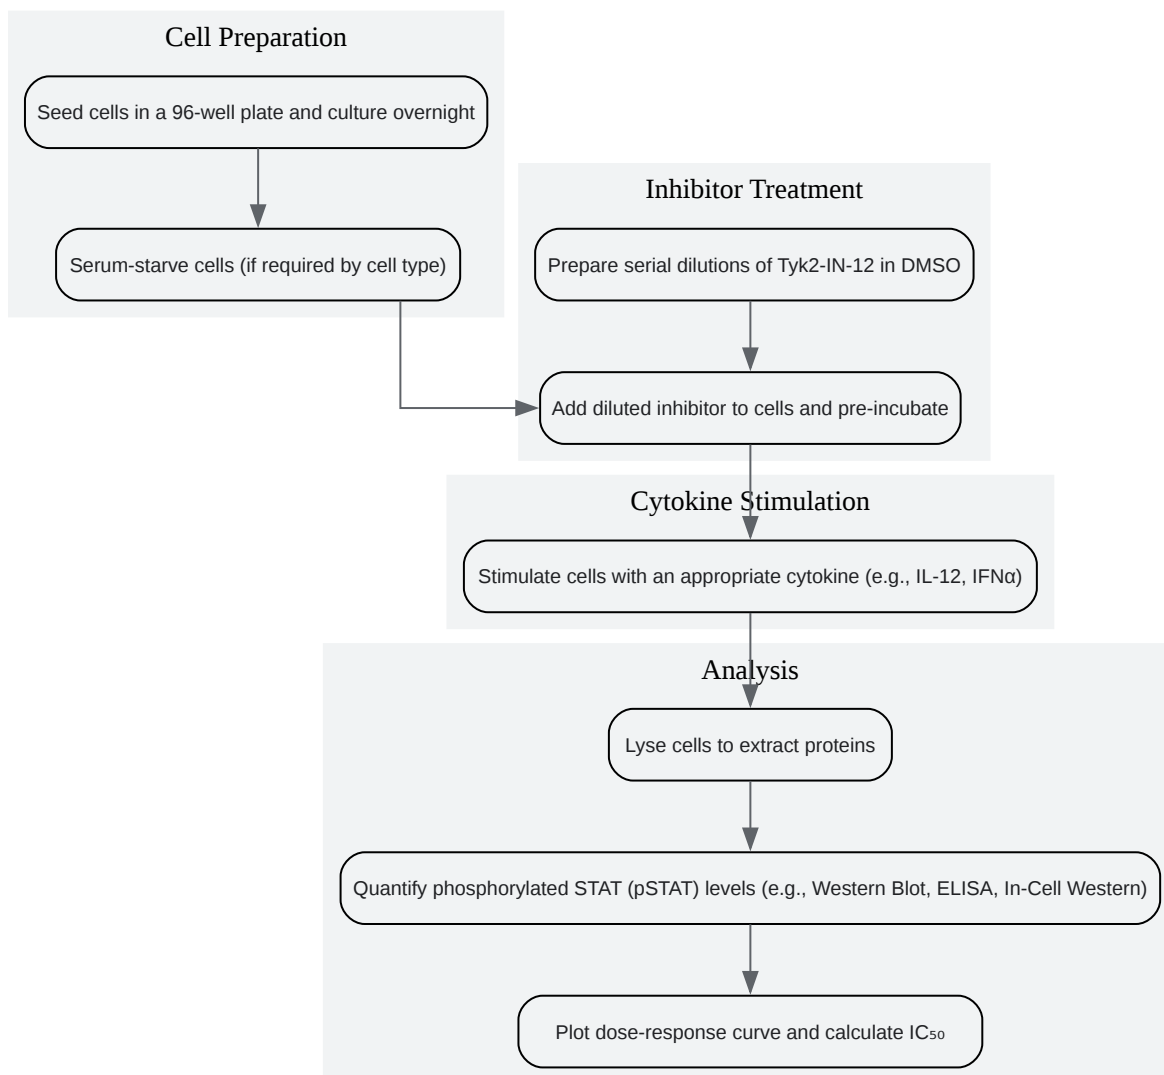 Cell Preparation
Seed cells in a 96-well plate and culture overnight
Serum-starve cells (if required by cell type)
Inhibitor Treatment
Prepare serial dilutions of Tyk2-IN-12 in DMSO
Add diluted inhibitor to cells and pre-incubate
Cytokine Stimulation
Stimulate cells with an appropriate cytokine (e.g., IL-12, IFNα)
Analysis
Lyse cells to extract proteins
Quantify phosphorylated STAT (pSTAT) levels (e.g., Western Blot, ELISA, In-Cell Western)
Plot dose-response curve and calculate IC₅₀